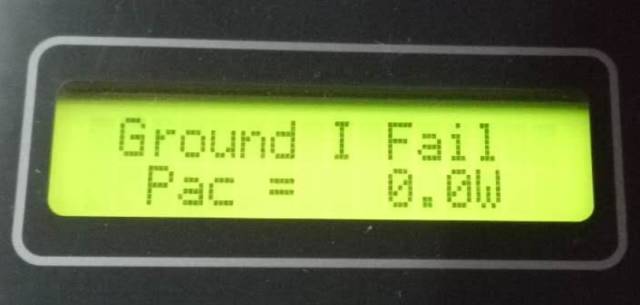 Ground I Fail
Pac = 0.0W